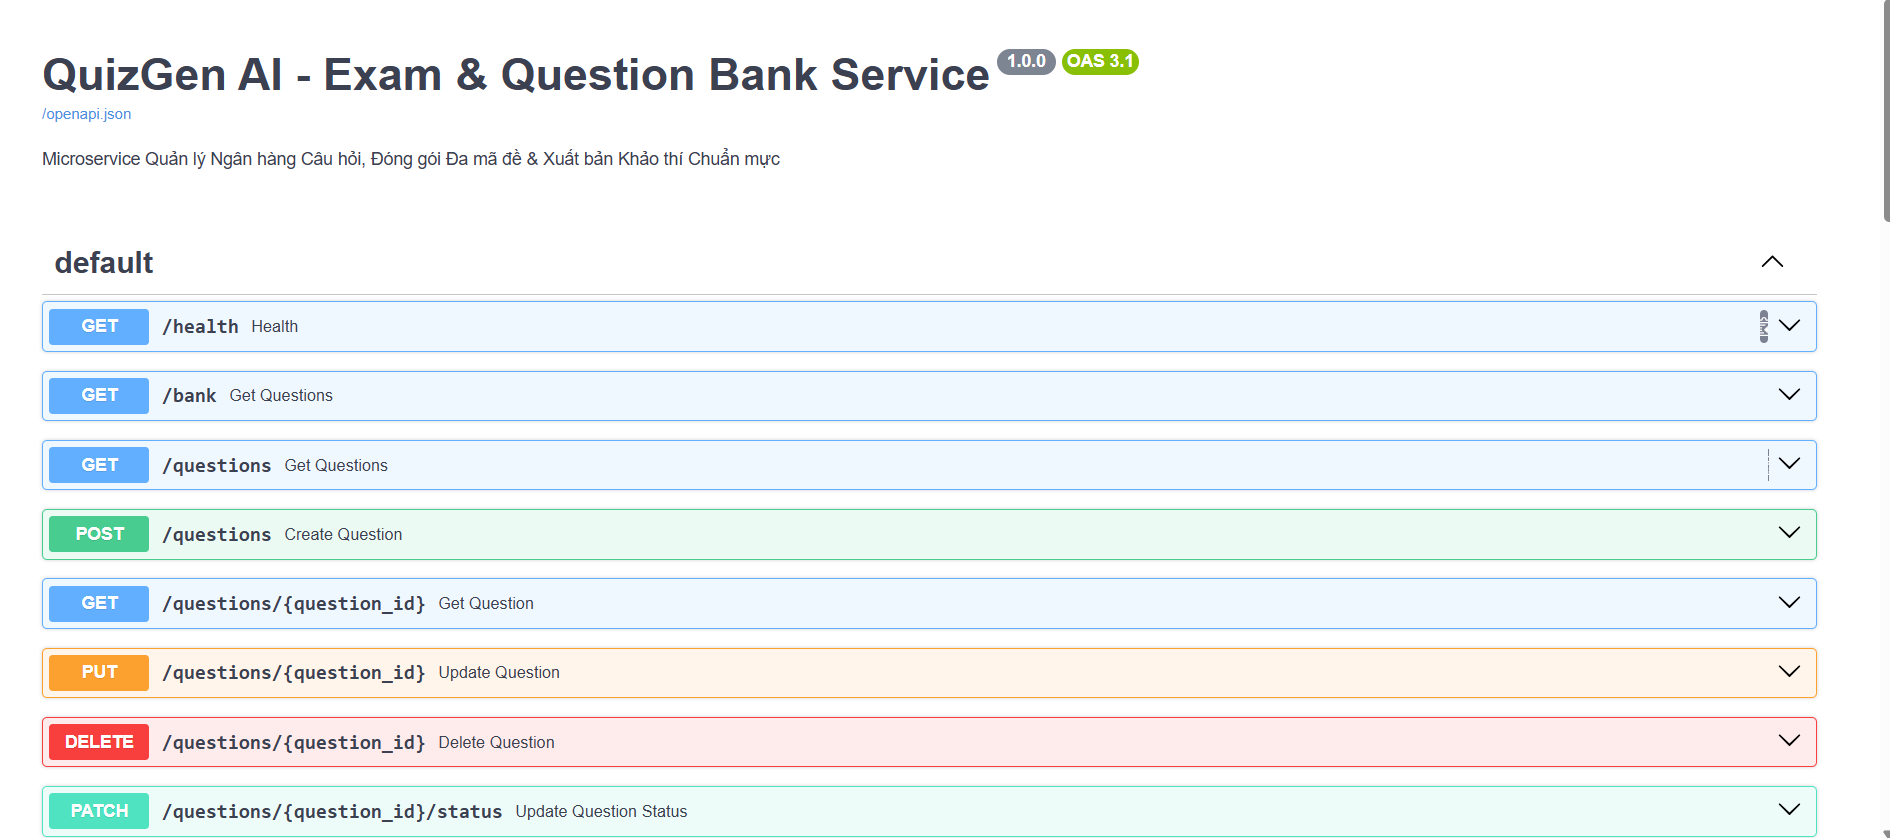 QuizGen AI - Exam & Question Bank Service 1.0.0 OAS 3.1
/openapi.json
Microservice Quản lý Ngân hàng Câu hỏi, Đóng gói Đa mã đề & Xuất bản Khảo thí Chuẩn mực
default
GET /health Health
GET /bank Get Questions
GET /questions Get Questions
POST /questions Create Question
GET /questions/{question_id} Get Question
PUT /questions/{question_id} Update Question
DELETE /questions/{question_id} Delete Question
PATCH /questions/{question_id}/status Update Question Status